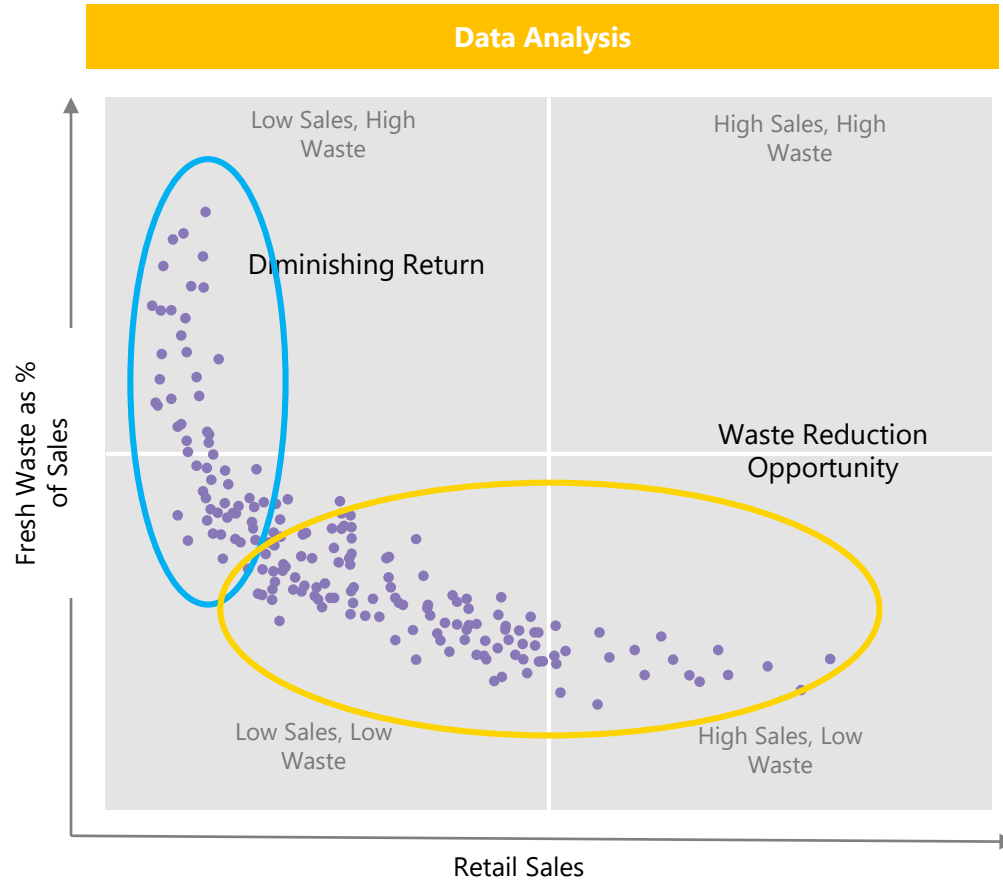 Data Analysis
Low Sales, High
Waste
High Sales, High
Waste
Diminishing Return
Fresh Waste as %
of Sales
Waste Reduction
Opportunity
Low Sales, Low
Waste
High Sales, Low
Waste
Retail Sales